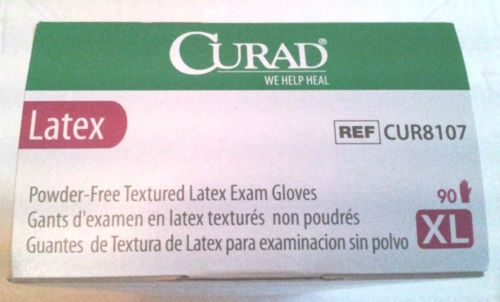 CURAD®
WE HELP HEAL
Latex
REF CUR8107
Powder-Free Textured Latex Exam Gloves
90
Gants d'examen en latex texturés non poudrés
Guantes de Textura de Latex para examinacion sin polvo
XL